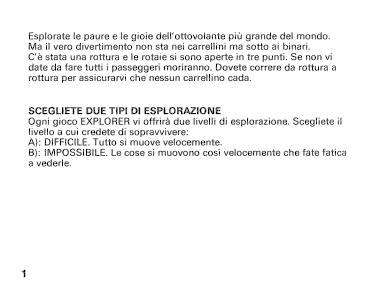 Esplorate le paure e le gioie dell'ottovolante più grande del mondo.
Ma il vero divertimento non sta nei carrellini ma sotto ai binari.
C'è stata una rottura e le rotaie si sono aperte in tre punti. Se non vi
date da fare tutti i passeggeri moriranno. Dovete correre da rottura a
rottura per assicurarvi che nessun carrellino cada.
SCEGLIETE DUE TIPI DI ESPLORAZIONE
Ogni gioco EXPLORER vi offrirà due livelli di esplorazione. Scegliete il
livello a cui credete di sopravvivere:
A): DIFFICILE. Tutto si muove velocemente.
B): IMPOSSIBILE. Le cose si muovono così velocemente che fate fatica
a vederle.
1